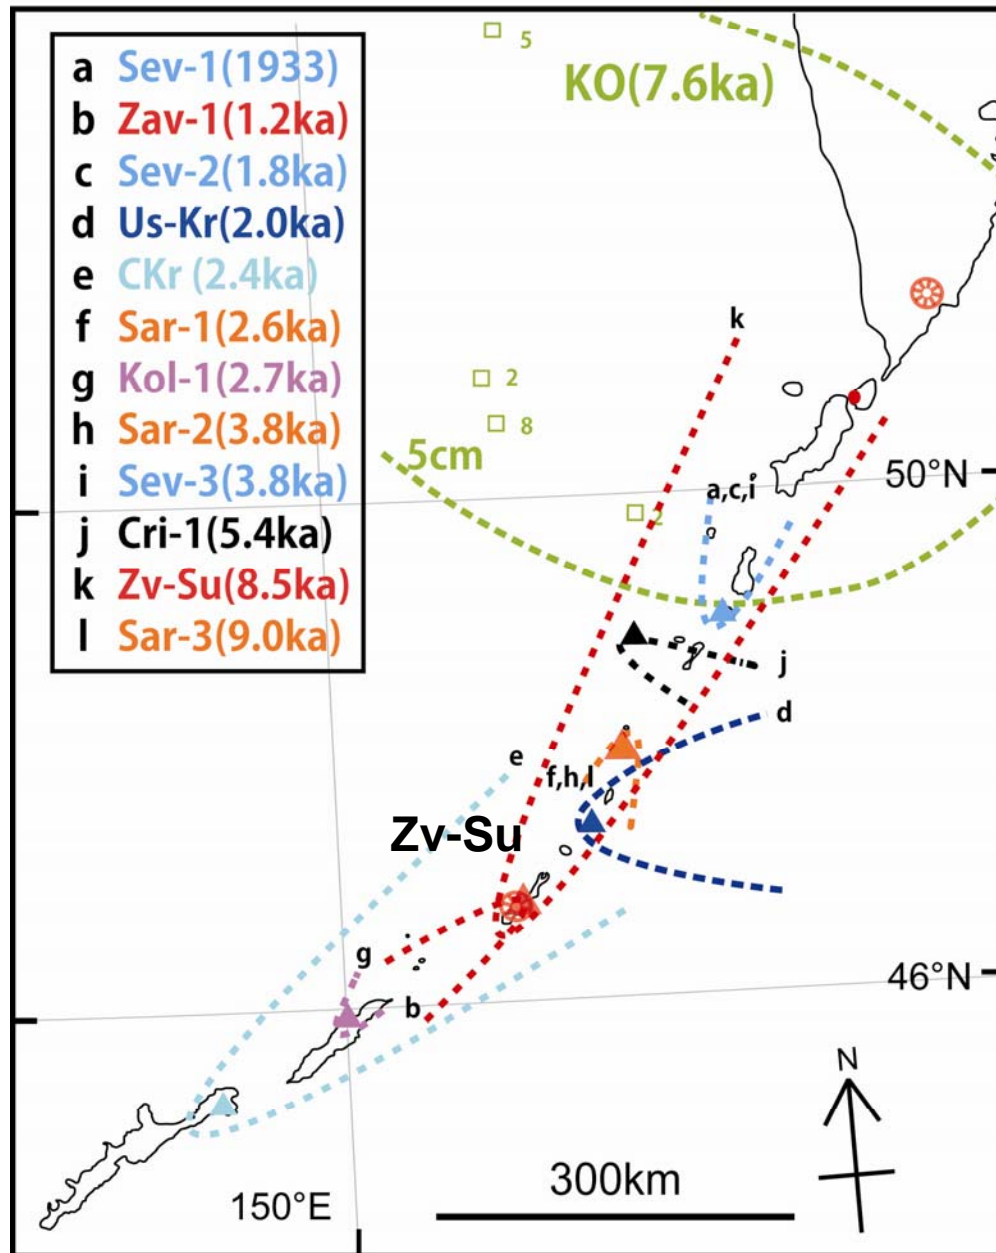 a Sev-1(1933)
b Zav-1(1.2ka)
c Sev-2(1.8ka)
d Us-Kr(2.0ka)
e CKr (2.4ka)
f Sar-1(2.6ka)
g Kol-1(2.7ka)
h Sar-2(3.8ka)
i Sev-3(3.8ka)
j Cri-1(5.4ka)
k Zv-Su(8.5ka)
l Sar-3(9.0ka)
5
KO(7.6ka)
k
2
8
5cm
50°N
a,c,i
2
j
d
e
f,h,l
Zv-Su
g
46°N
b
N
300km
150°E